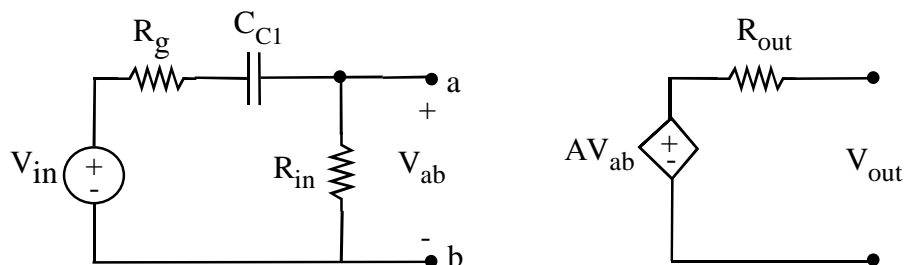 R_g
C_C1
a
+
V_in
+
-
R_in
V_ab
-
b
R_out
AV_ab
+
-
V_out